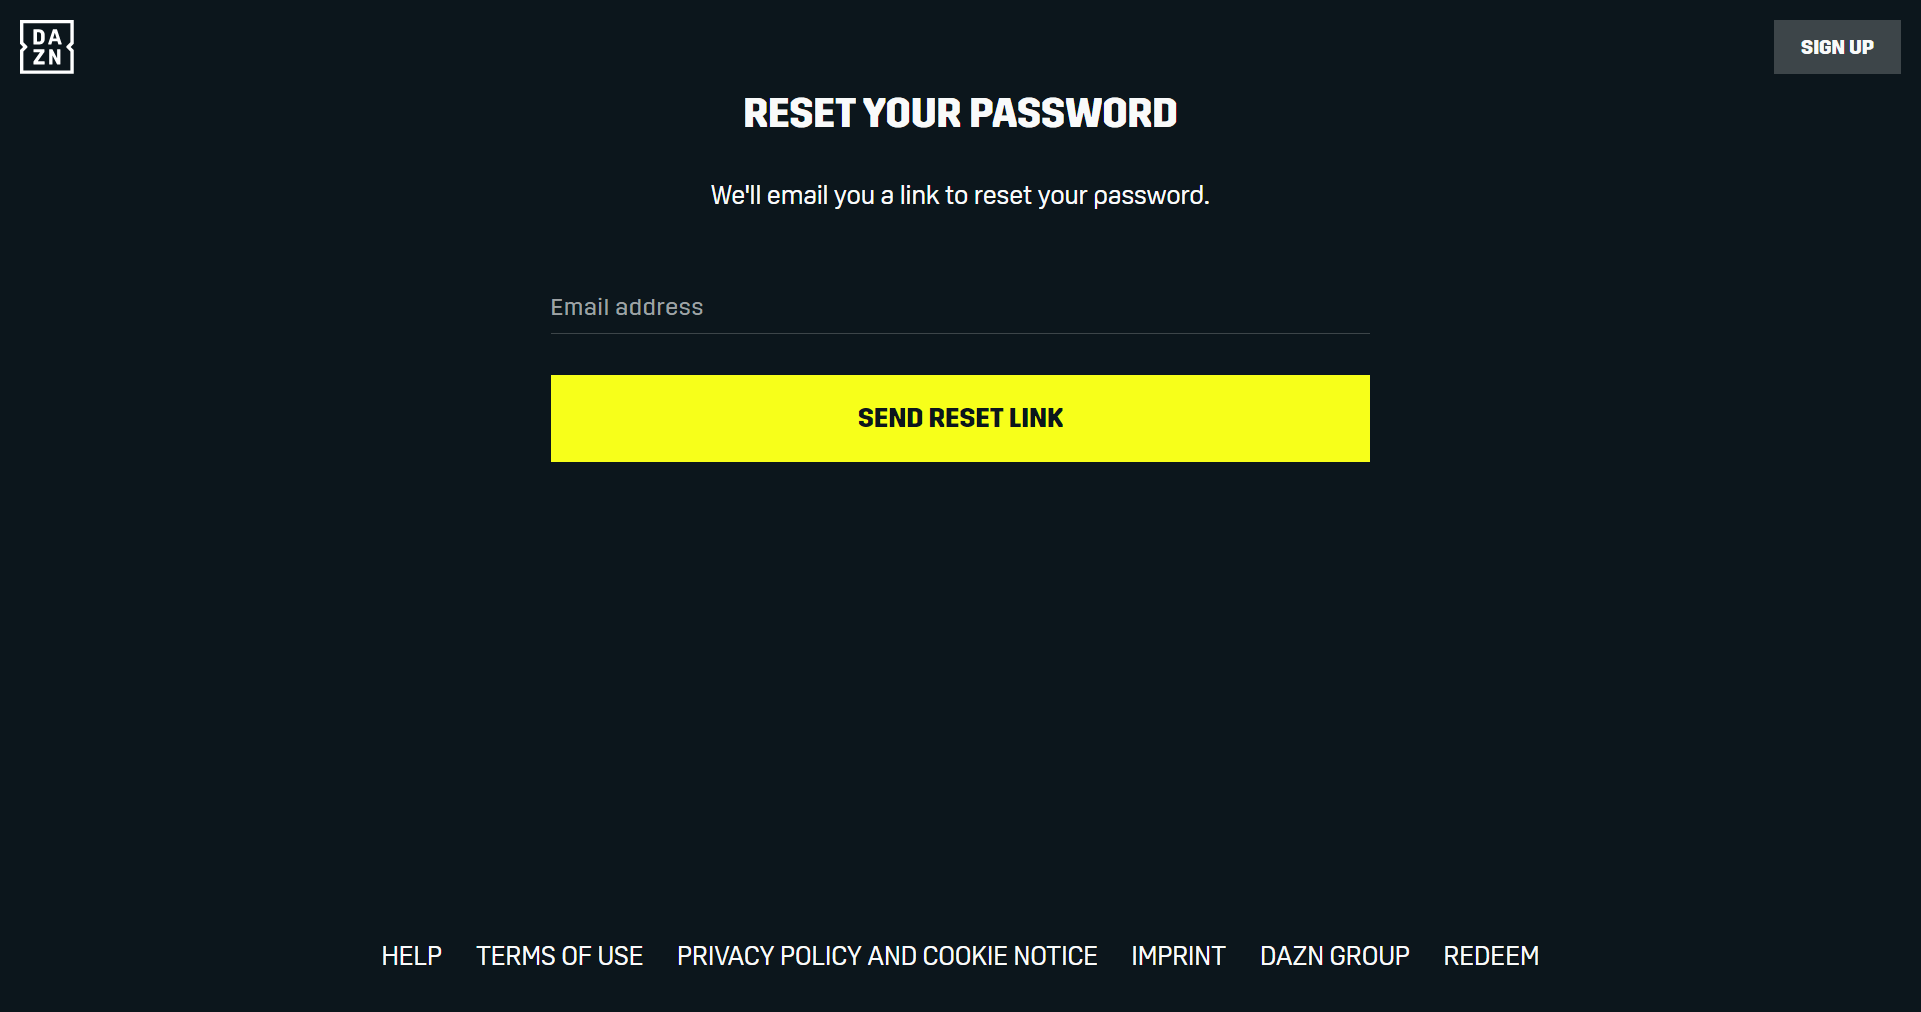 DA
ZN
SIGN UP
RESET YOUR PASSWORD
We'll email you a link to reset your password.
Email address
SEND RESET LINK
HELP TERMS OF USE PRIVACY POLICY AND COOKIE NOTICE IMPRINT DAZN GROUP REDEEM